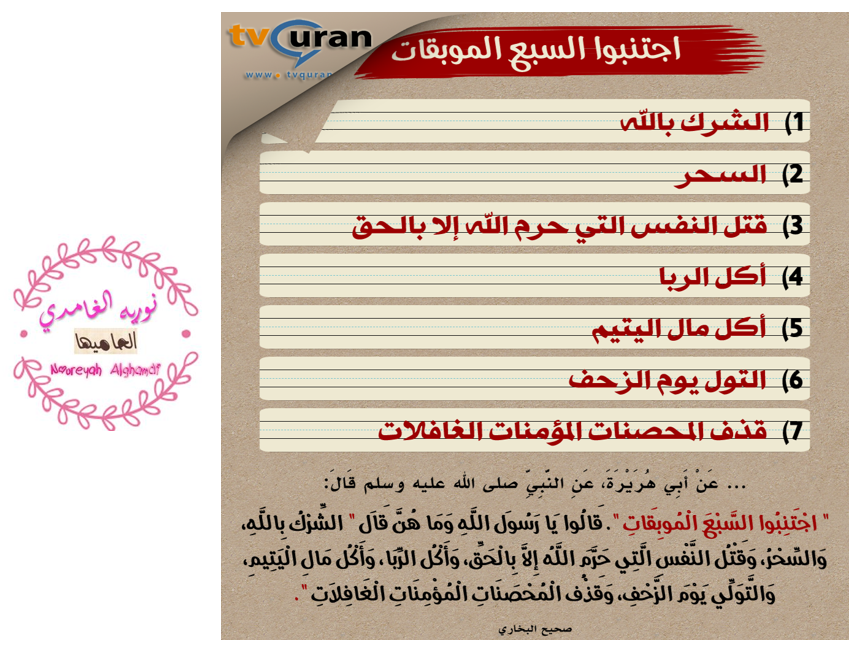 tvQuran
www.tvquran
اجتنبوا السبع الموبقات
1) الشرك بالله
2) السحر
3) قتل النفس التي حرم الله إلا بالحق
4) أكل الربا
5) أكل مال اليتيم
6) التول يوم الزحف
7) قذف المحصنات المؤمنات الغافلات
... عَنْ أَبِي هُرَيْرَةَ، عَنِ النَّبِيِّ صلى الله عليه وسلم قَالَ:
" اجْتَنِبُوا السَّبْعَ الْمُوبِقَاتِ ". قَالُوا يَا رَسُولَ اللَّهِ وَمَا هُنَّ قَالَ " الشِّرْكُ بِاللَّهِ،
وَالسِّحْرُ، وَقَتْلُ النَّفْسِ الَّتِي حَرَّمَ اللَّهُ إِلاَّ بِالْحَقِّ، وَأَكْلُ الرِّبَا، وَأَكْلُ مَالِ الْيَتِيمِ،
وَالتَّوَلِّي يَوْمَ الزَّحْفِ، وَقَذْفُ الْمُحْصَنَاتِ الْمُؤْمِنَاتِ الْغَافِلاَتِ ".
صحيح البخاري
نوريه الغامدي
Nooreyah Alghamdi